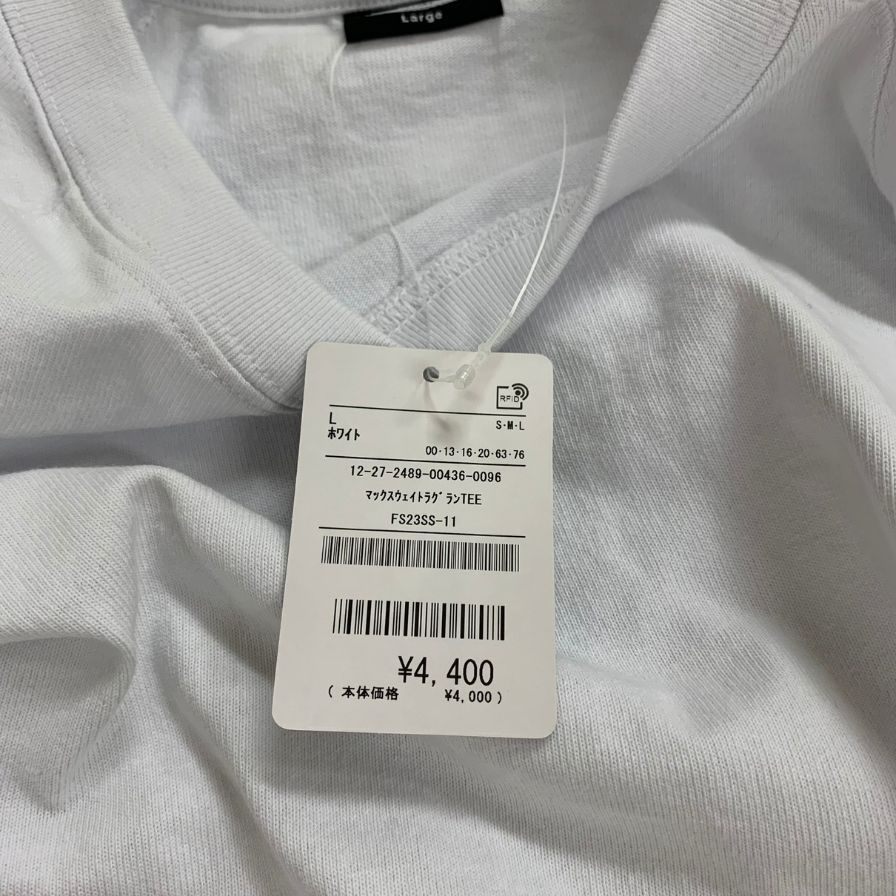 Large
RFID
L
S・M・L
ホワイト
00・13・16・20・63・76
12-27-2489-00436-0096
マックスウェイトラグランTEE
FS23SS-11
¥4,400
(本体価格 ¥4,000)